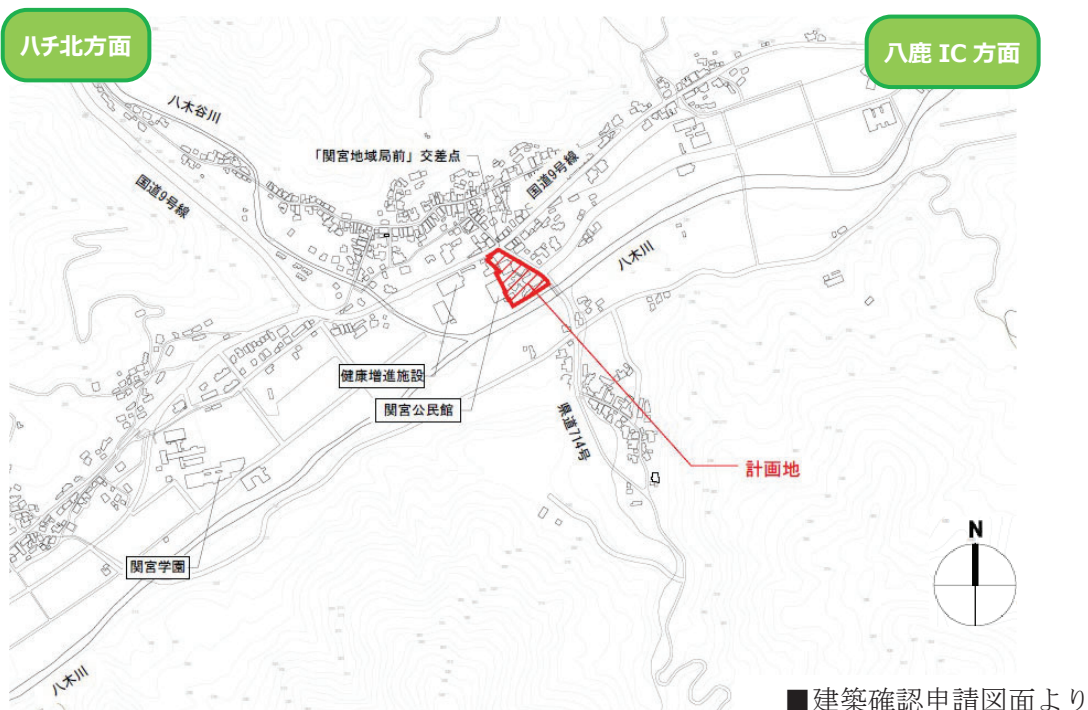 ハチ北方面
八鹿 IC 方面
八木谷川
「関宮地域局前」交差点
国道9号線
国道9号線
八木川
健康増進施設
関宮公民館
県道714号
計画地
N
関宮学園
八木川
■建築確認申請図面より